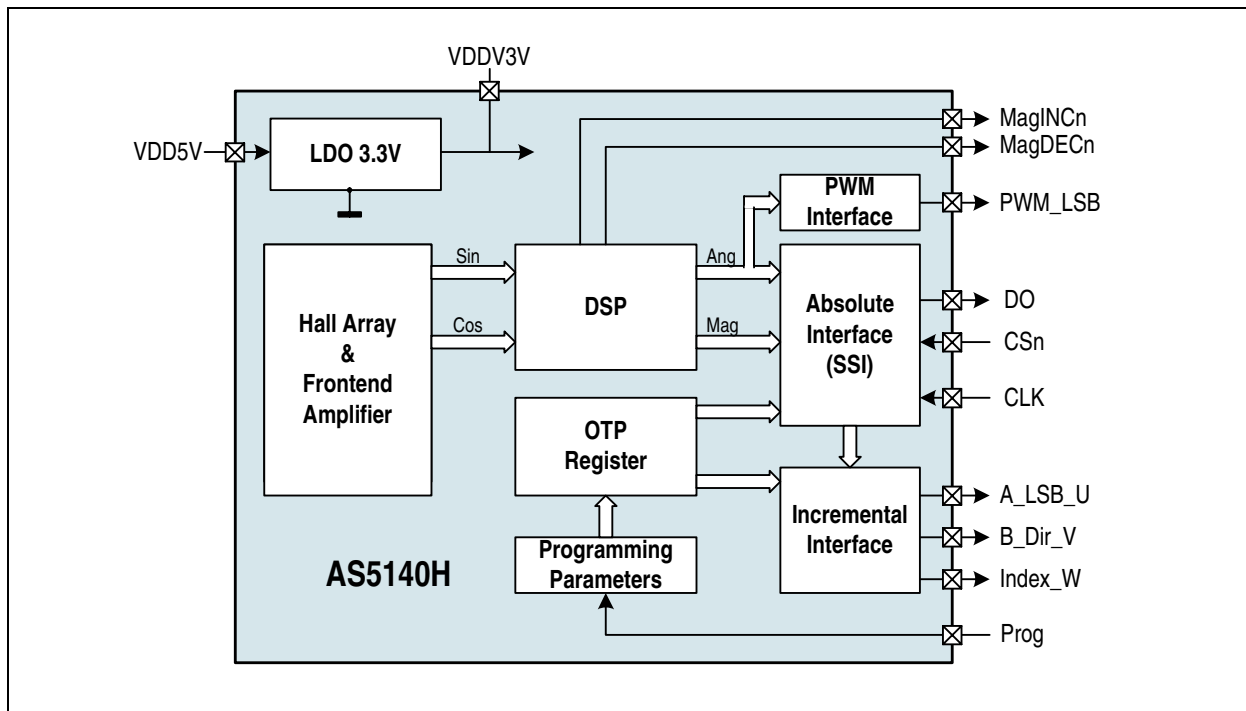 VDDV3V
VDD5V
LDO 3.3V
MagINCn
MagDECn
PWM
Interface
PWM_LSB
Hall Array
&
Frontend
Amplifier
Sin
Cos
DSP
Ang
Mag
Absolute
Interface
(SSI)
DO
CSn
CLK
OTP
Register
Programming
Parameters
Incremental
Interface
A_LSB_U
B_Dir_V
Index_W
Prog
AS5140H